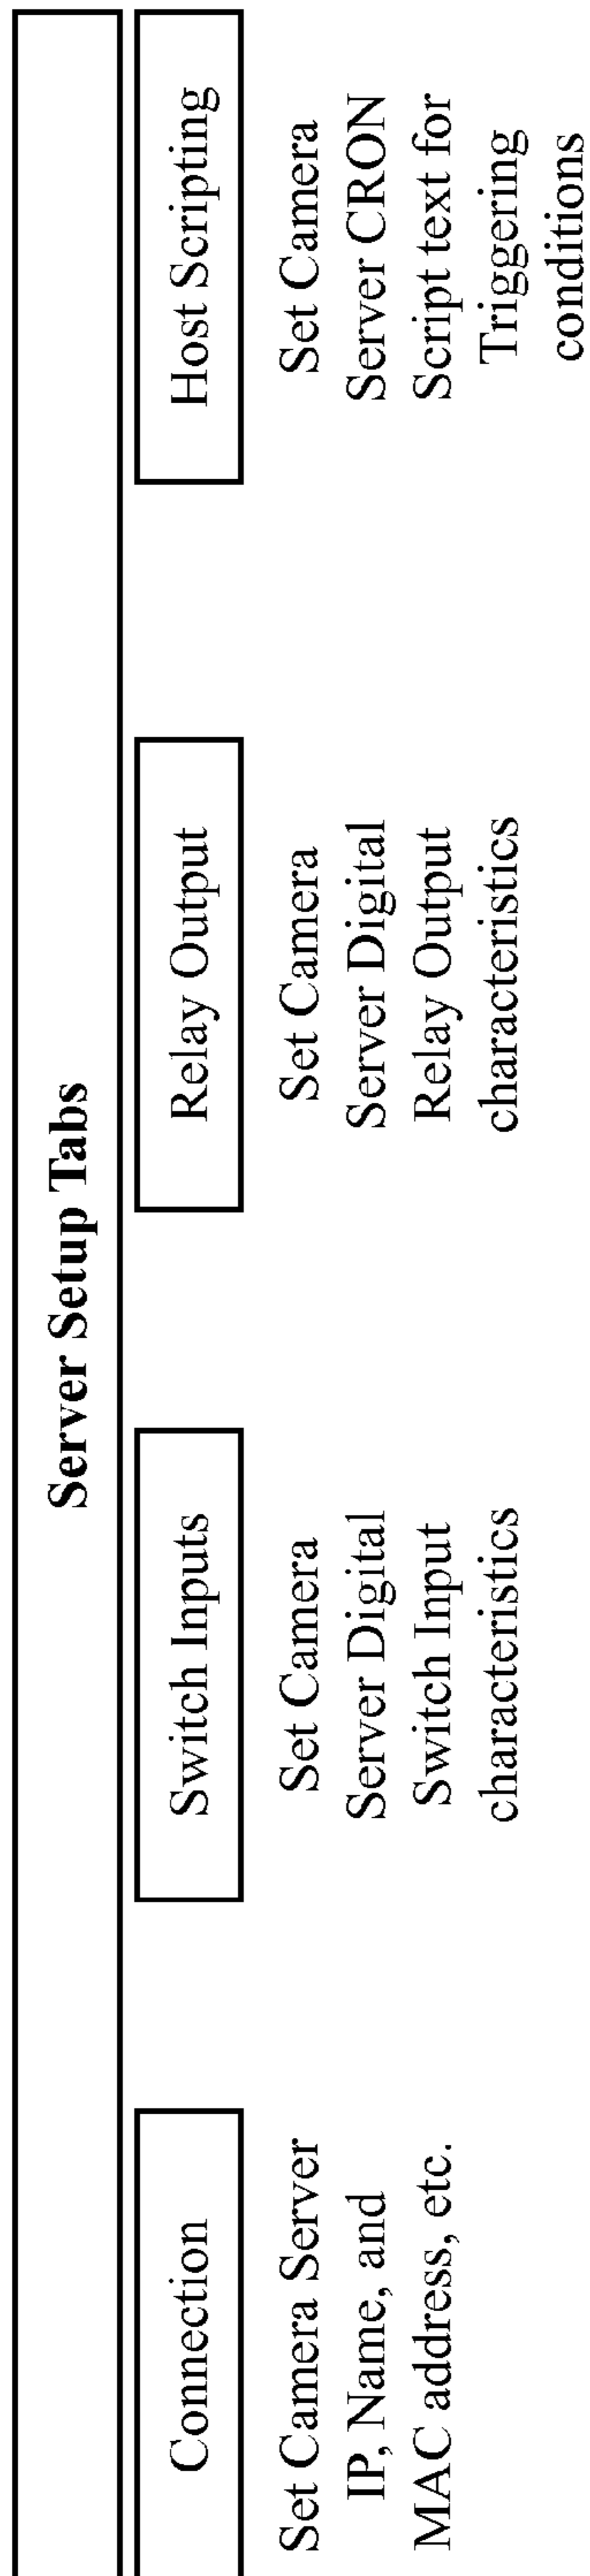 Server Setup Tabs
Connection
Set Camera Server
IP, Name, and
MAC address, etc.
Switch Inputs
Set Camera
Server Digital
Switch Input
characteristics
Relay Output
Set Camera
Server Digital
Relay Output
characteristics
Host Scripting
Set Camera
Server CRON
Script text for
Triggering
conditions